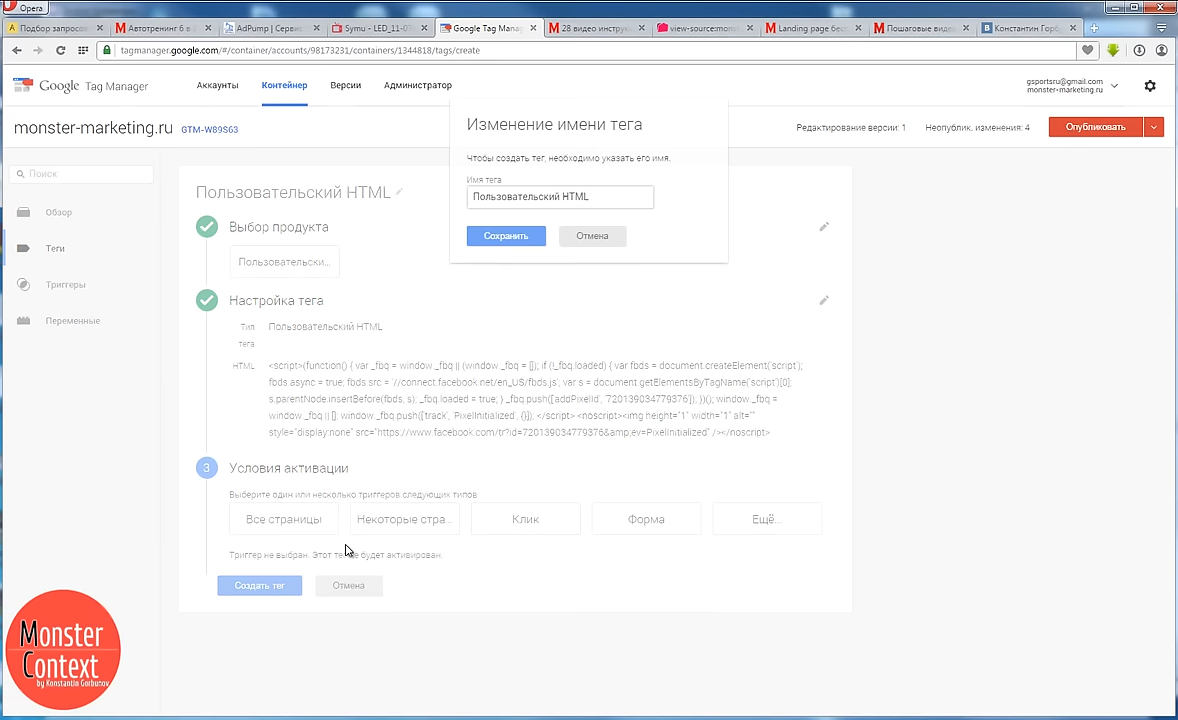 Opera
Подбор запросов
Автотренинг 6 в
AdPump | Сервис
Symu - LED_11-0
Google Tag Mana
28 видео инструк
view-source:mons
Landing page бес
Пошаговые видео
Константин Горб
tagmanager.google.com/#/container/accounts/98173231/containers/1344818/tags/create
Google Tag Manager
Аккаунты
Контейнер
Версии
Администратор
gsportsru@gmail.com
monster-marketing.ru
monster-marketing.ru GTM-W89S63
Редактирование версии: 1
Неопублик. изменения: 4
Опубликовать
Изменение имени тега
Чтобы создать тег, необходимо указать его имя.
Имя тега
Пользовательский HTML
Сохранить
Отмена
Поиск
Обзор
Теги
Триггеры
Переменные
Пользовательский HTML
Выбор продукта
Пользовательски...
Настройка тега
Тип тега
Пользовательский HTML
HTML
<script>(function() { var _fbq = window._fbq || (window._fbq = []); if (!_fbq.loaded) { var fbds = document.createElement('script');
fbds.async = true; fbds.src = '//connect.facebook.net/en_US/fbds.js'; var s = document.getElementsByTagName('script')[0];
s.parentNode.insertBefore(fbds, s); _fbq.loaded = true; } _fbq.push(['addPixelId', '720139034779376']); })(); window._fbq =
window._fbq || []; window._fbq.push(['track', 'PixelInitialized', {}]); </script> <noscript><img height="1" width="1" alt=""
style="display:none" src="https://www.facebook.com/tr?id=720139034779376&amp;ev=PixelInitialized" /></noscript>
3 Условия активации
Выберите один или несколько триггеров следующих типов
Все страницы
Некоторые стра...
Клик
Форма
Ещё...
Триггер не выбран. Этот те не будет активирован.
Создать тег
Отмена
Monster
Context
by Konstantin Gorbunov